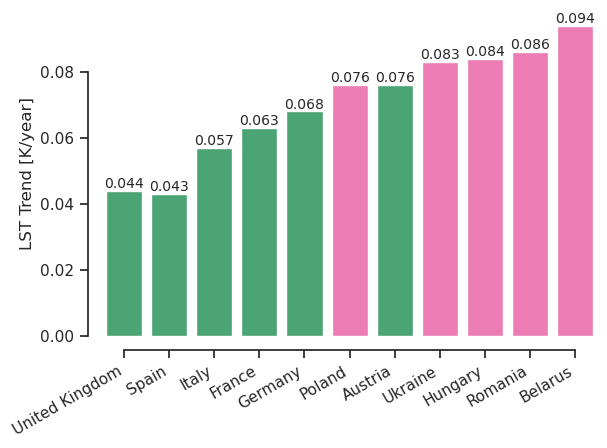 0.094
0.086
0.084
0.083
0.076 0.076
0.068
0.063
0.057
0.044 0.043
0.08
0.06
0.04
0.02
0.00
LST Trend [K/year]
United Kingdom
Spain
Italy
France
Germany
Poland
Austria
Ukraine
Hungary
Romania
Belarus